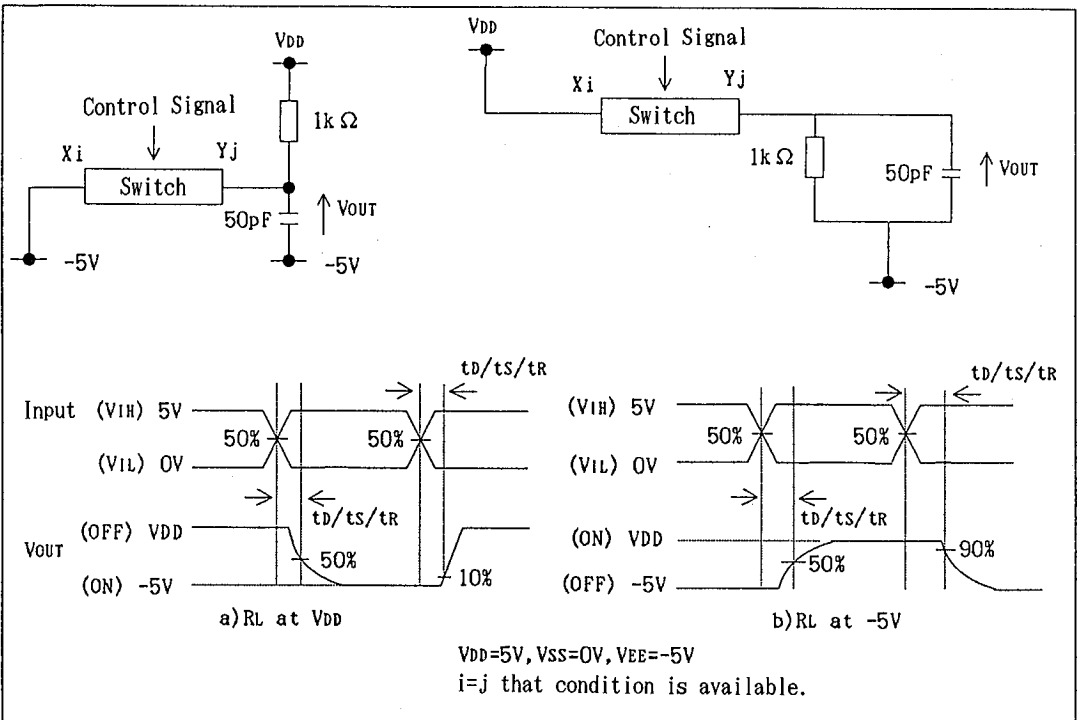 VDD
Control Signal
Xi Yj
Switch
1kΩ
50pF
VOUT
-5V
-5V
VDD
Control Signal
Xi Yj
Switch
1kΩ
50pF
VOUT
-5V
tD/tS/tR
Input (VIH) 5V
50% 50%
(VIL) 0V
tD/tS/tR
VOUT
(OFF) VDD
50%
10%
(ON) -5V
a)RL at VDD
tD/tS/tR
(VIH) 5V
50% 50%
(VIL) 0V
tD/tS/tR
(ON) VDD
90%
50%
(OFF) -5V
b)RL at -5V
VDD=5V,VSS=0V,VEE=-5V
i=j that condition is available.